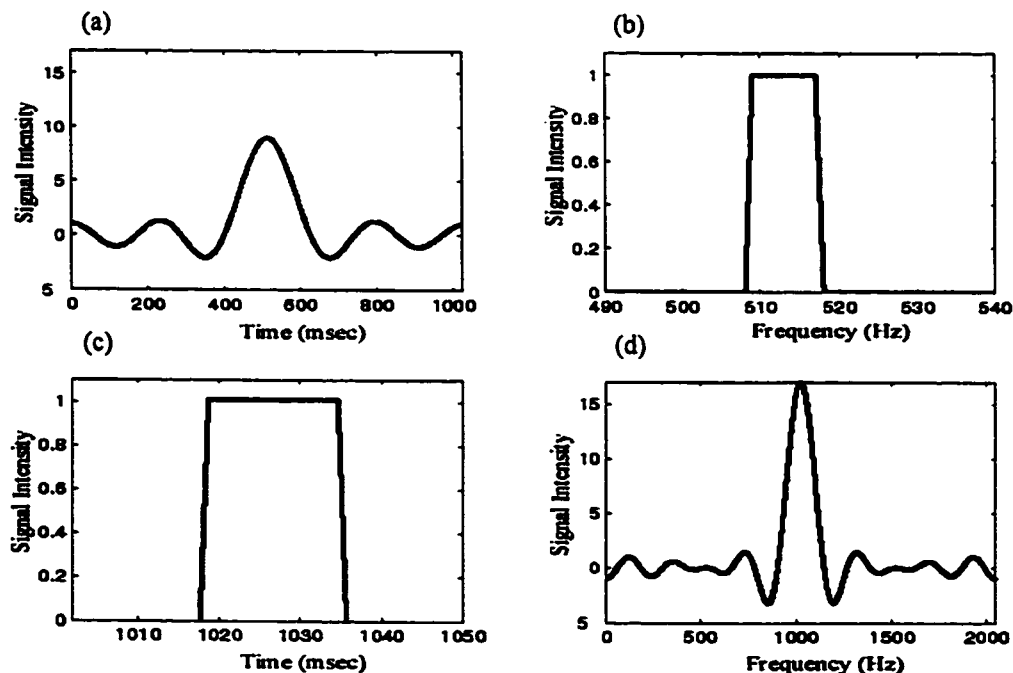 (a)
15
10
5
0
5
Signal Intensity
0 200 400 600 800 1000
Time (msec)
(b)
1
0.8
0.6
0.4
0.2
0
Signal Intensity
490 500 510 520 530 540
Frequency (Hz)
(c)
1
0.8
0.6
0.4
0.2
0
Signal Intensity
1010 1020 1030 1040 1050
Time (msec)
(d)
15
10
5
0
5
Signal Intensity
0 500 1000 1500 2000
Frequency (Hz)